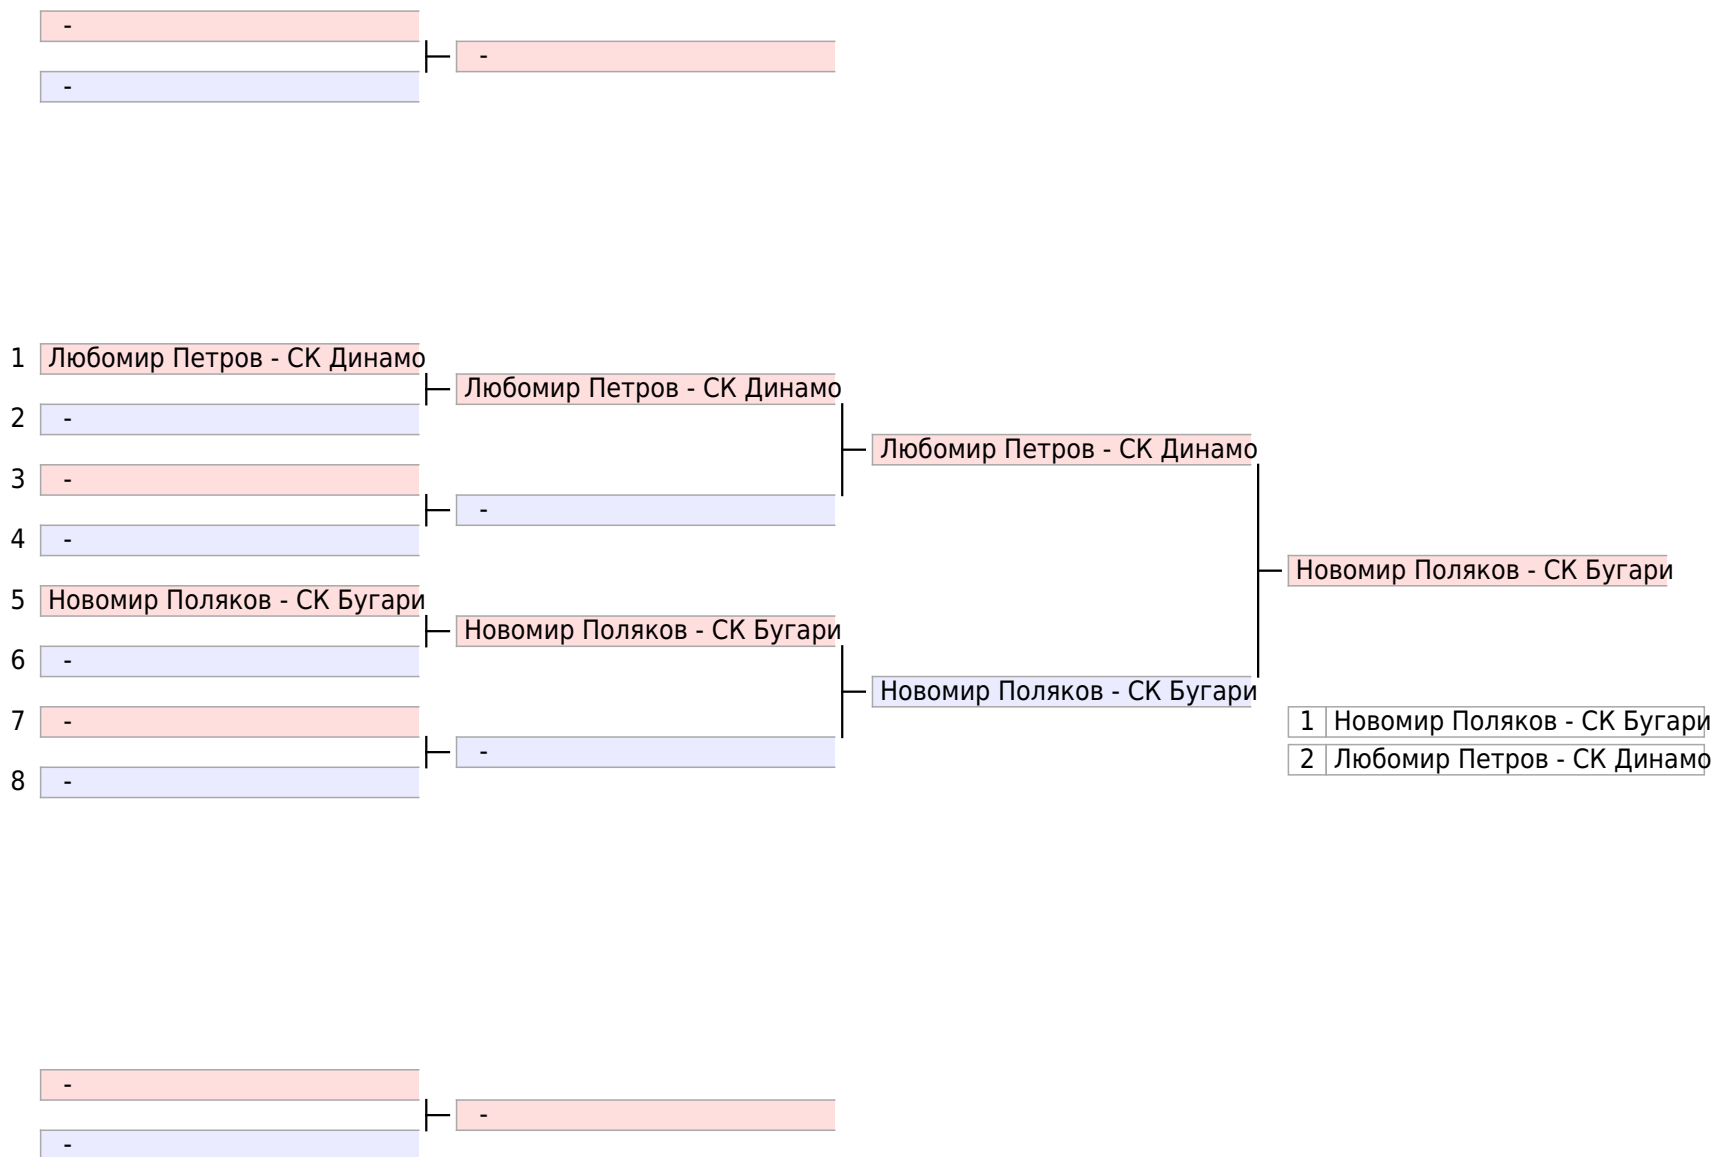 -
-
-
1 Любомир Петров - СК Динамо
Любомир Петров - СК Динамо
2 -
Любомир Петров - СК Динамо
3 -
-
4 -
Новомир Поляков - СК Бугари
5 Новомир Поляков - СК Бугари
Новомир Поляков - СК Бугари
6 -
Новомир Поляков - СК Бугари
7 -
1 Новомир Поляков - СК Бугари
-
2 Любомир Петров - СК Динамо
8 -
-
-
-